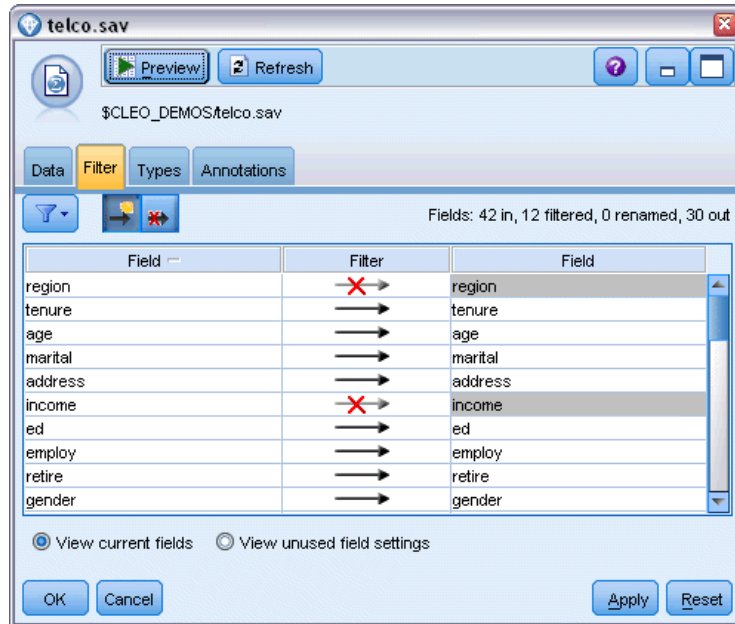 telco.sav
Preview Refresh
$CLEO_DEMOS/telco.sav
Data Filter Types Annotations
Fields: 42 in, 12 filtered, 0 renamed, 30 out
Field Filter Field
region region
tenure tenure
age age
marital marital
address address
income income
ed ed
employ employ
retire retire
gender gender
View current fields View unused field settings
OK Cancel Apply Reset